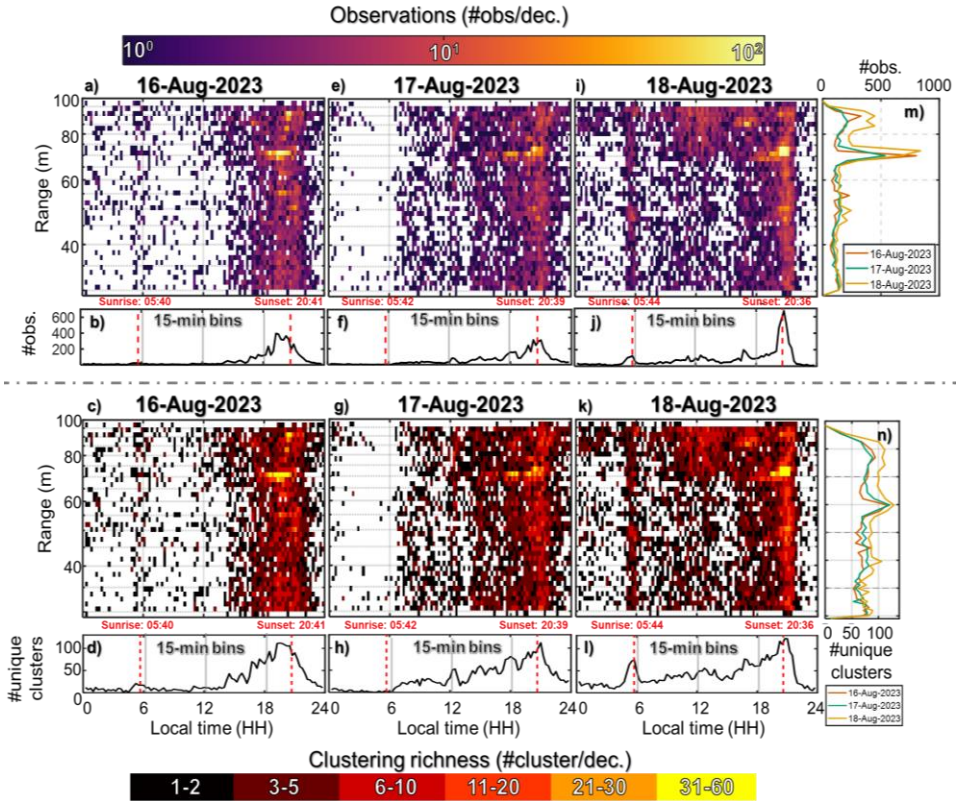 Observations (#obs/dec.)
10⁰ 10¹ 10²
#obs.
0 500 1000
a) 16-Aug-2023 e) 17-Aug-2023 i) 18-Aug-2023
m)
100
80
60
40
Range (m)
16-Aug-2023
17-Aug-2023
18-Aug-2023
Sunrise: 05:40 Sunset: 20:41 Sunrise: 05:42 Sunset: 20:39 Sunrise: 05:44 Sunset: 20:36
b) 15-min bins f) 15-min bins j) 15-min bins
600
400
200
#obs.
16-Aug-2023 17-Aug-2023 18-Aug-2023
c) g) k) n)
100
80
60
40
Range (m)
Sunrise: 05:40 Sunset: 20:41 Sunrise: 05:42 Sunset: 20:39 Sunrise: 05:44 Sunset: 20:36
0 50 100
#unique
clusters
d) 15-min bins h) 15-min bins l) 15-min bins
100
50
0
#unique
clusters
16-Aug-2023
17-Aug-2023
18-Aug-2023
0 6 12 18 24 0 6 12 18 24 0 6 12 18 24
Local time (HH) Local time (HH) Local time (HH)
Clustering richness (#cluster/dec.)
1-2 3-5 6-10 11-20 21-30 31-60